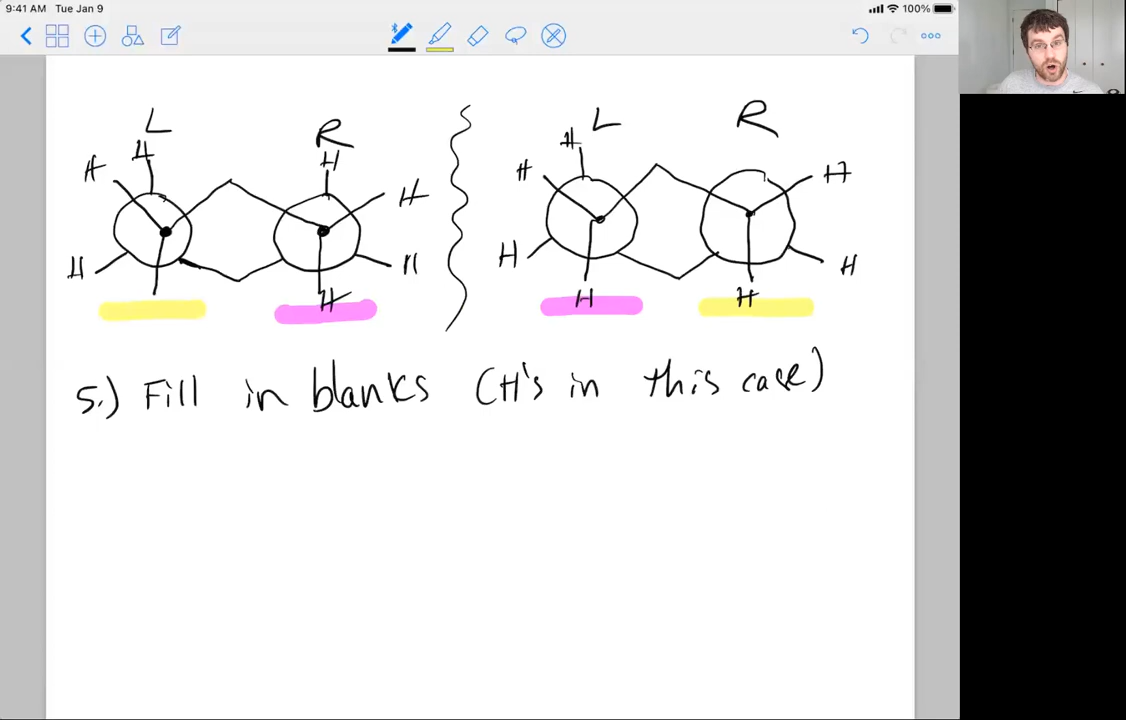 9:41 AM Tue Jan 9 100%
L R L R
H H H H H H
H H H H H
H H H
5.) Fill in blanks (H's in this case)